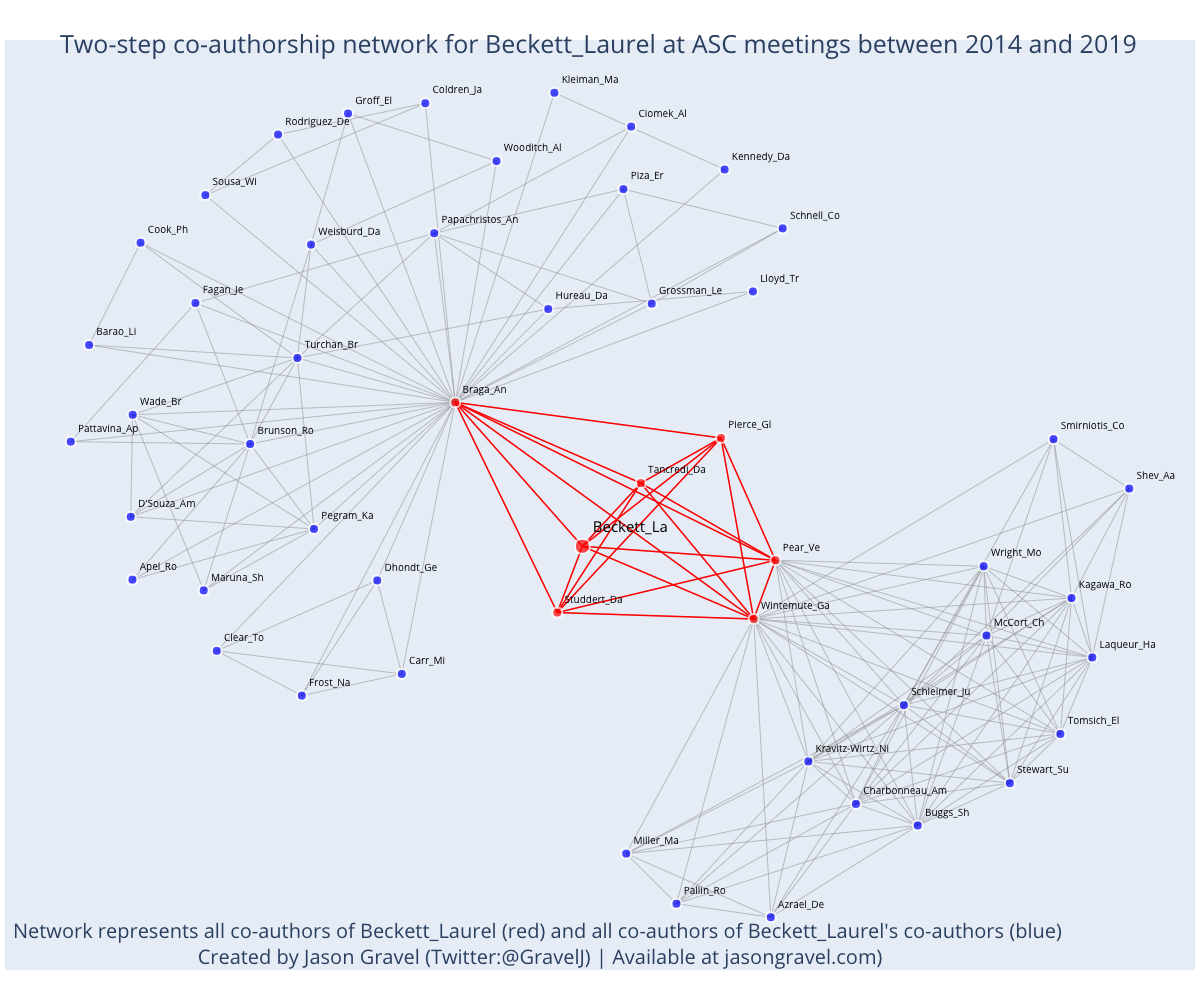 Two-step co-authorship network for Beckett_Laurel at ASC meetings between 2014 and 2019
Kleiman_Ma
Coldren_Ja
Groff_El
Ciomek_Al
Rodriguez_De
Wooditch_Al
Kennedy_Da
Piza_Er
Sousa_Wi
Schnell_Co
Papachristos_An
Cook_Ph
Weisburd_Da
Lloyd_Tr
Fagan_Je
Hureau_Da
Grossman_Le
Barao_Li
Turchan_Br
Braga_An
Wade_Br
Pierce_Gl
Smirniotis_Co
Pattavina_Ap
Brunson_Ro
Tancredi_Da
Shev_Aa
D'Souza_Am
Pegram_Ka
Beckett_La
Pear_Ve
Wright_Mo
Apel_Ro
Maruna_Sh
Dhondt_Ge
Kagawa_Ro
Studdert_Da
Wintemute_Ga
McCort_Ch
Clear_To
Laqueur_Ha
Carr_Mi
Frost_Na
Schleimer_Ju
Tomsich_El
Kravitz-Wirtz_Ni
Stewart_Su
Charbonneau_Am
Buggs_Sh
Miller_Ma
Pallin_Ro
Azrael_De
Network represents all co-authors of Beckett_Laurel (red) and all co-authors of Beckett_Laurel's co-authors (blue)
Created by Jason Gravel (Twitter:@GravelJ) | Available at jasongravel.com)